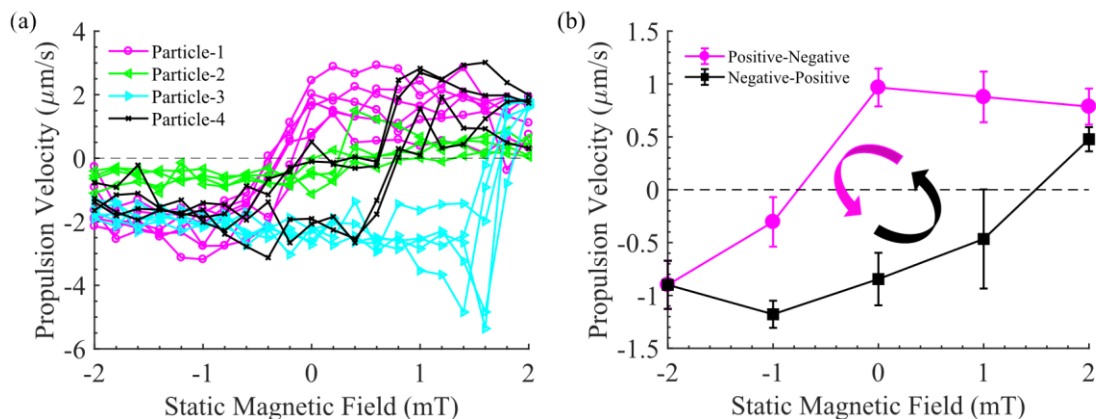 (a)
Propulsion Velocity (µm/s)
6
4
2
0
-2
-4
-6
Particle-1
Particle-2
Particle-3
Particle-4
-2
-1
0
1
2
Static Magnetic Field (mT)
(b)
Propulsion Velocity (µm/s)
1.5
1
0.5
0
-0.5
-1
-1.5
Positive-Negative
Negative-Positive
-2
-1
0
1
2
Static Magnetic Field (mT)